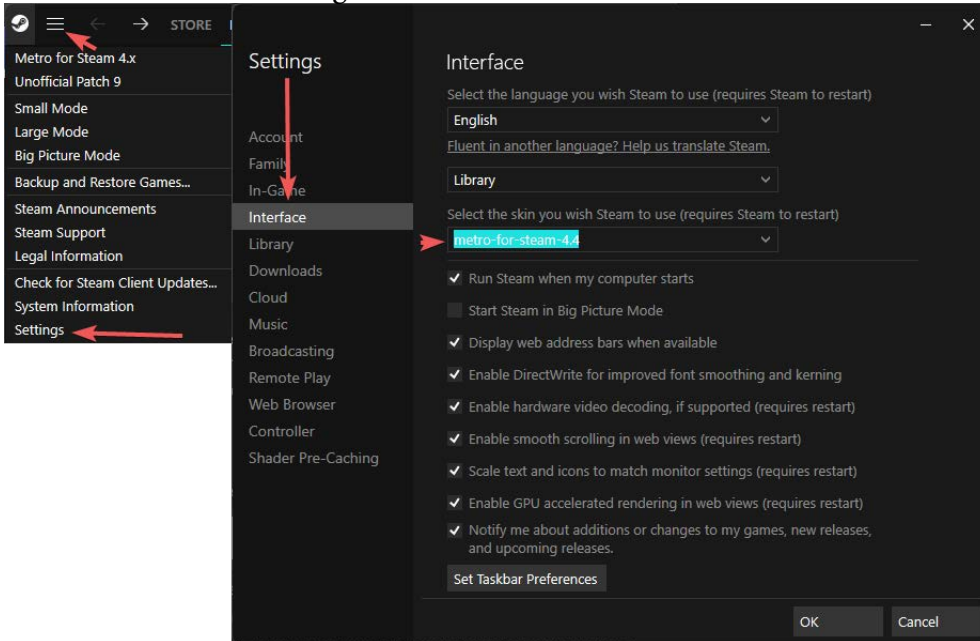 STORE
Metro for Steam 4.x
Unofficial Patch 9
Small Mode
Large Mode
Big Picture Mode
Backup and Restore Games...
Steam Announcements
Steam Support
Legal Information
Check for Steam Client Updates...
System Information
Settings
Settings
Account
Family
In-Game
Interface
Library
Downloads
Cloud
Music
Broadcasting
Remote Play
Web Browser
Controller
Shader Pre-Caching
Interface
Select the language you wish Steam to use (requires Steam to restart)
English
Fluent in another language? Help us translate Steam.
Library
Select the skin you wish Steam to use (requires Steam to restart)
metro-for-steam-4.4
Run Steam when my computer starts
Start Steam in Big Picture Mode
Display web address bars when available
Enable DirectWrite for improved font smoothing and kerning
Enable hardware video decoding, if supported (requires restart)
Enable smooth scrolling in web views (requires restart)
Scale text and icons to match monitor settings (requires restart)
Enable GPU accelerated rendering in web views (requires restart)
Notify me about additions or changes to my games, new releases,
and upcoming releases.
Set Taskbar Preferences
OK Cancel